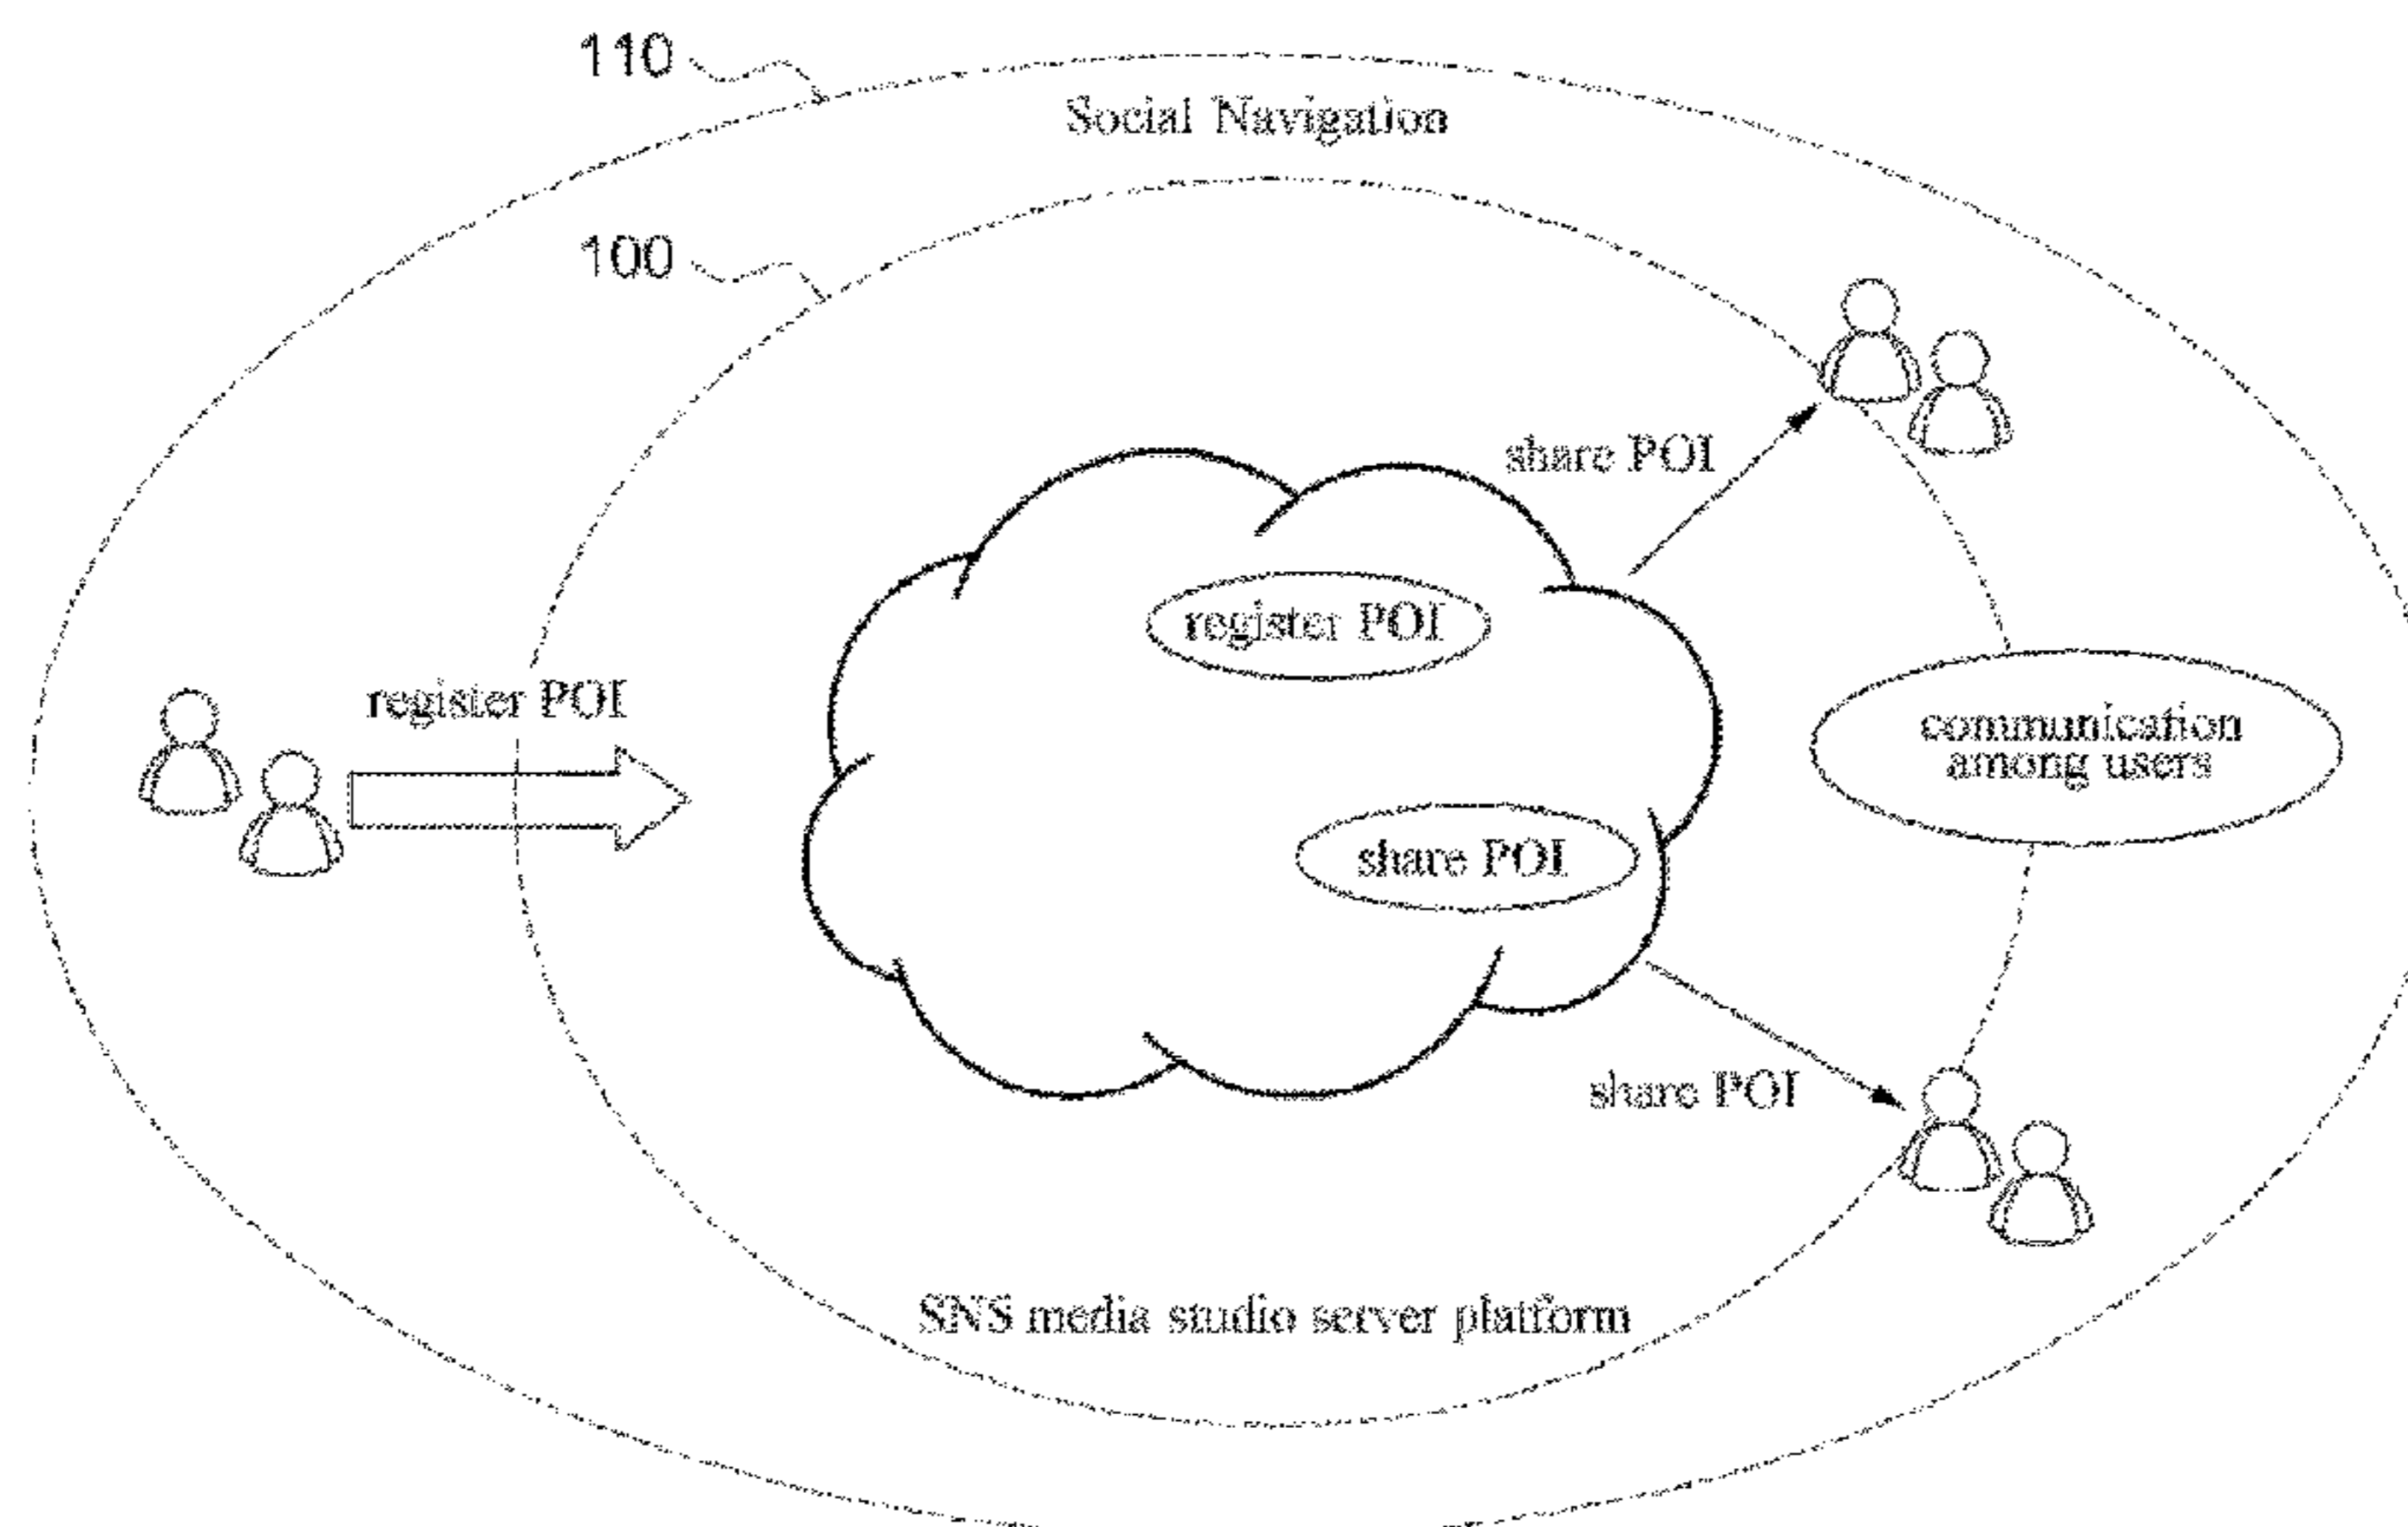 110
Social Navigation
100
share POI
register POI
register POI
communication
among users
share POI
share POI
SNS media studio server platform